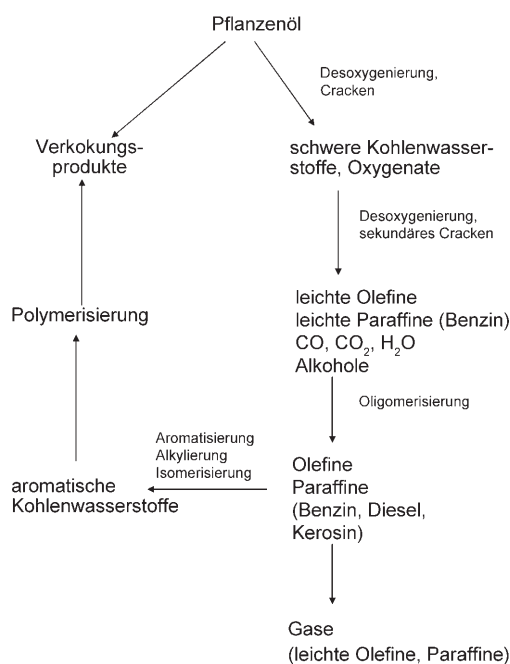 Pflanzenöl
Desoxygenierung,
Cracken
Verkokungs-
produkte
schwere Kohlenwasser-
stoffe, Oxygenate
Desoxygenierung,
sekundäres Cracken
leichte Olefine
leichte Paraffine (Benzin)
CO, CO₂, H₂O
Alkohole
Polymerisierung
Oligomerisierung
Aromatisierung
Alkylierung
Isomerisierung
Olefine
Paraffine
(Benzin, Diesel,
Kerosin)
aromatische
Kohlenwasserstoffe
Gase
(leichte Olefine, Paraffine)